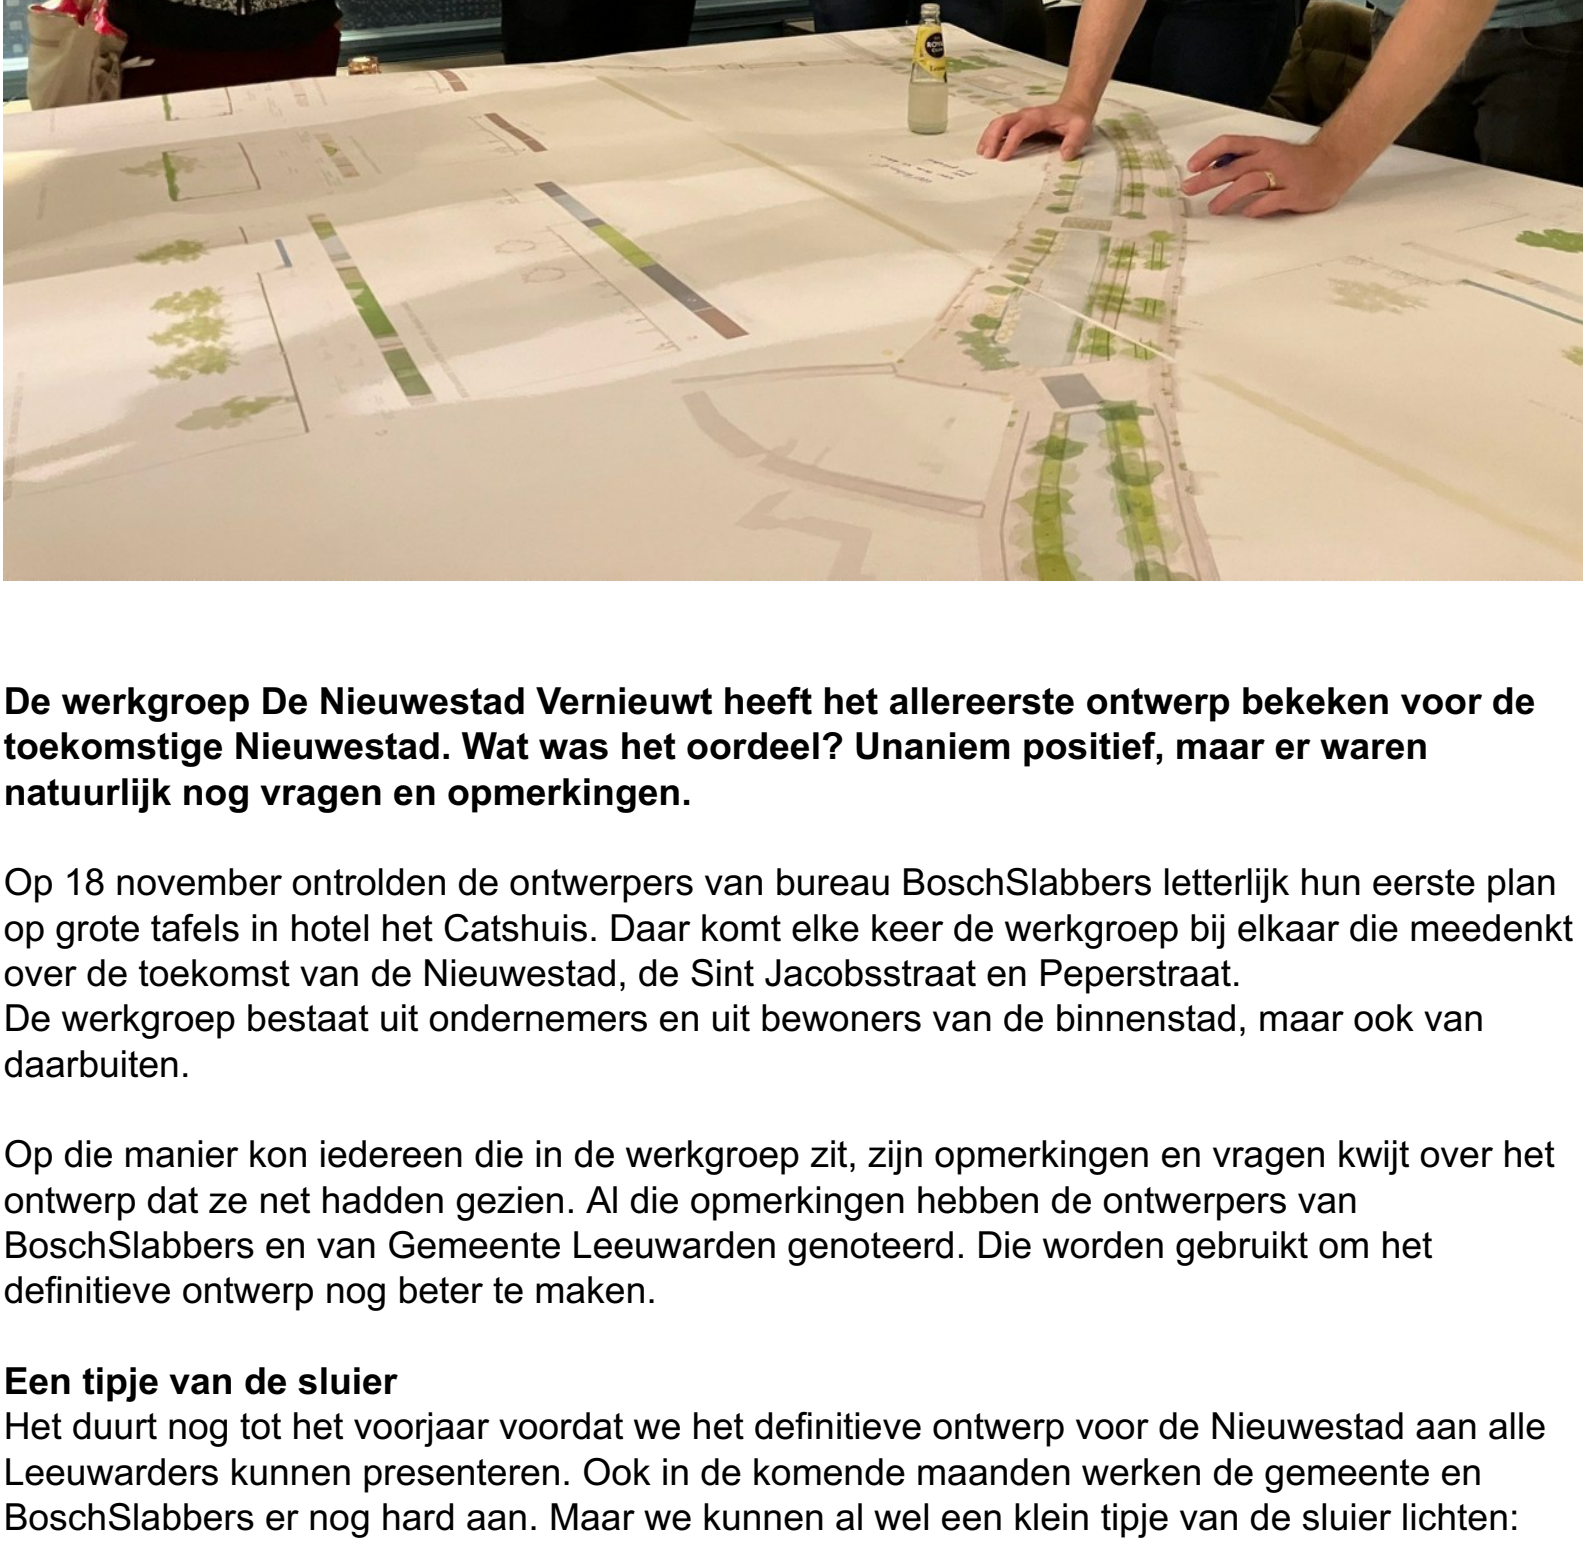 ROYAL
De werkgroep De Nieuwestad Vernieuwt heeft het allereerste ontwerp bekeken voor de
toekomstige Nieuwestad. Wat was het oordeel? Unaniem positief, maar er waren
natuurlijk nog vragen en opmerkingen.
Op 18 november ontrolden de ontwerpers van bureau BoschSlabbers letterlijk hun eerste plan
op grote tafels in hotel het Catshuis. Daar komt elke keer de werkgroep bij elkaar die meedenkt
over de toekomst van de Nieuwestad, de Sint Jacobsstraat en Peperstraat.
De werkgroep bestaat uit ondernemers en uit bewoners van de binnenstad, maar ook van
daarbuiten.
Op die manier kon iedereen die in de werkgroep zit, zijn opmerkingen en vragen kwijt over het
ontwerp dat ze net hadden gezien. Al die opmerkingen hebben de ontwerpers van
BoschSlabbers en van Gemeente Leeuwarden genoteerd. Die worden gebruikt om het
definitieve ontwerp nog beter te maken.
Een tipje van de sluier
Het duurt nog tot het voorjaar voordat we het definitieve ontwerp voor de Nieuwestad aan alle
Leeuwarders kunnen presenteren. Ook in de komende maanden werken de gemeente en
BoschSlabbers er nog hard aan. Maar we kunnen al wel een klein tipje van de sluier lichten: